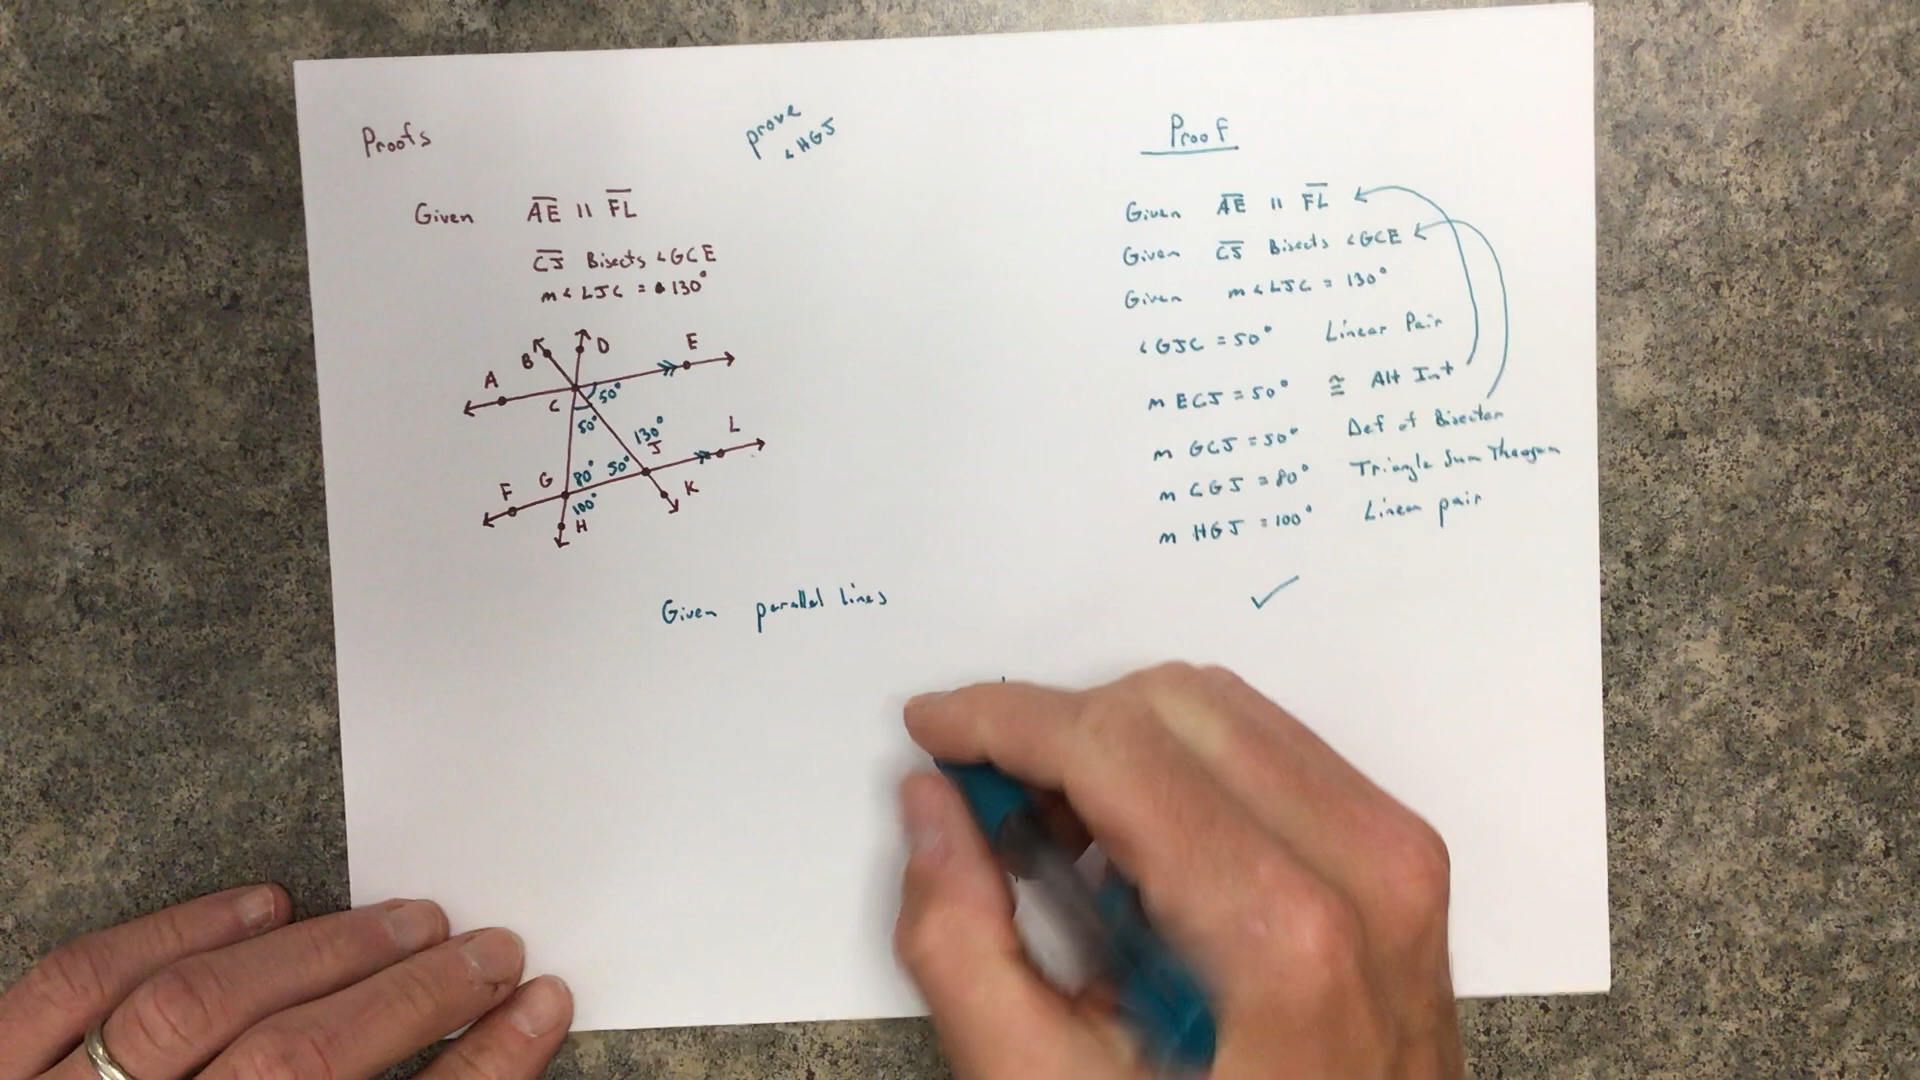 Proofs
prove
∠HGJ
Given AE || FL
CJ Bisects ∠GCE
m∠LJC = 130°
B
D
E
A
C
50°
50°
130°
J
L
G
80°
50°
F
100°
K
H
Given parallel lines
Proof
Given AE || FL
Given CJ Bisects ∠GCE
Given m∠LJC = 130°
∠GJC = 50° Linear Pair
m ECJ = 50° ≅ Alt Int
m GCJ = 50° Def of Bisector
m CGJ = 80° Triangle Sum Theorem
m HGJ = 100° Linear pair